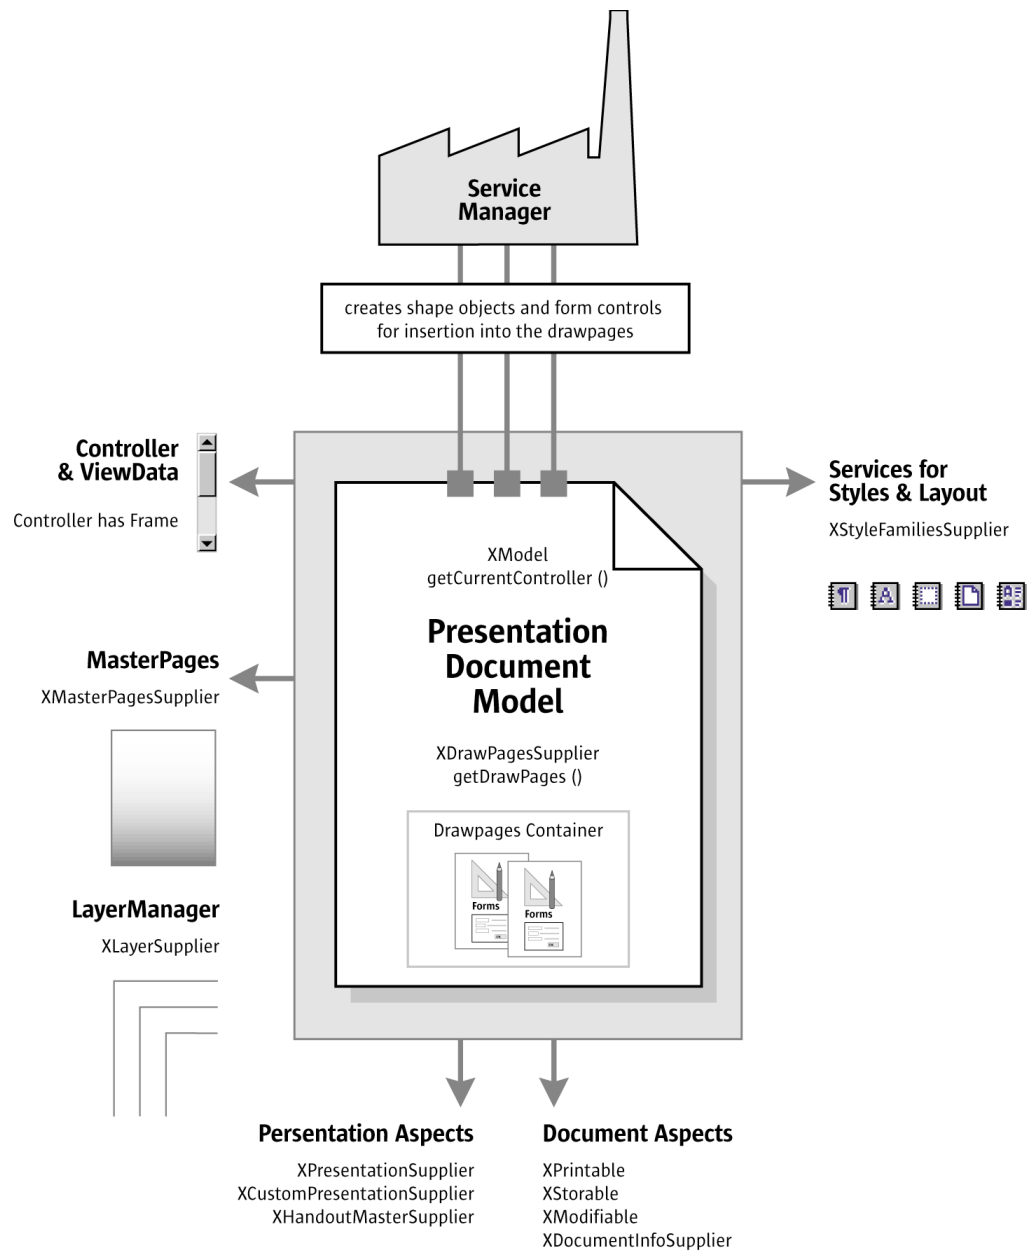 Service
Manager
creates shape objects and form controls
for insertion into the drawpages
Controller
& ViewData
Controller has Frame
Services for
Styles & Layout
XStyleFamiliesSupplier
XModel
getCurrentController ()
Presentation
Document
Model
MasterPages
XMasterPagesSupplier
XDrawPagesSupplier
getDrawPages ()
Drawpages Container
Forms
Forms
LayerManager
XLayerSupplier
Persentation Aspects
XPresentationSupplier
XCustomPresentationSupplier
XHandoutMasterSupplier
Document Aspects
XPrintable
XStorable
XModifiable
XDocumentInfoSupplier